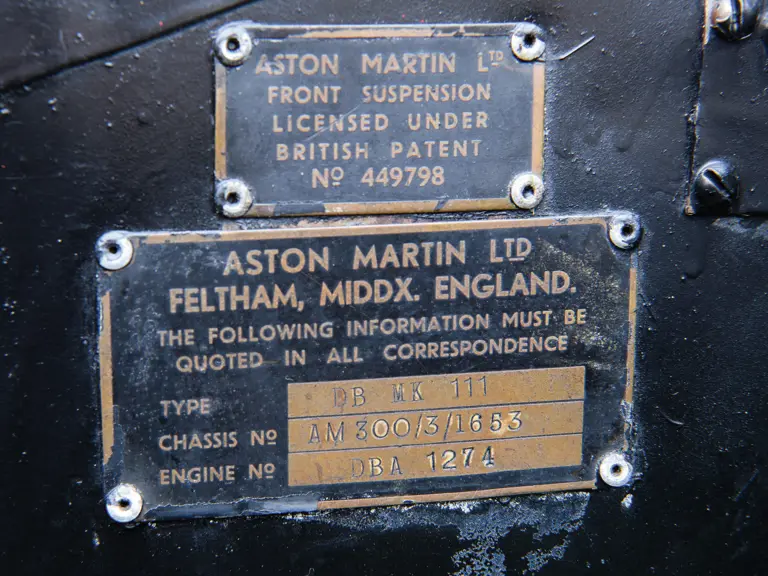 ASTON MARTIN LTD
FRONT SUSPENSION
LICENSED UNDER
BRITISH PATENT
Nº 449798
ASTON MARTIN LTD
FELTHAM, MIDDX. ENGLAND.
THE FOLLOWING INFORMATION MUST BE
QUOTED IN ALL CORRESPONDENCE
TYPE DB MK 111
CHASSIS Nº AM300/3/1653
ENGINE Nº DBA 1274